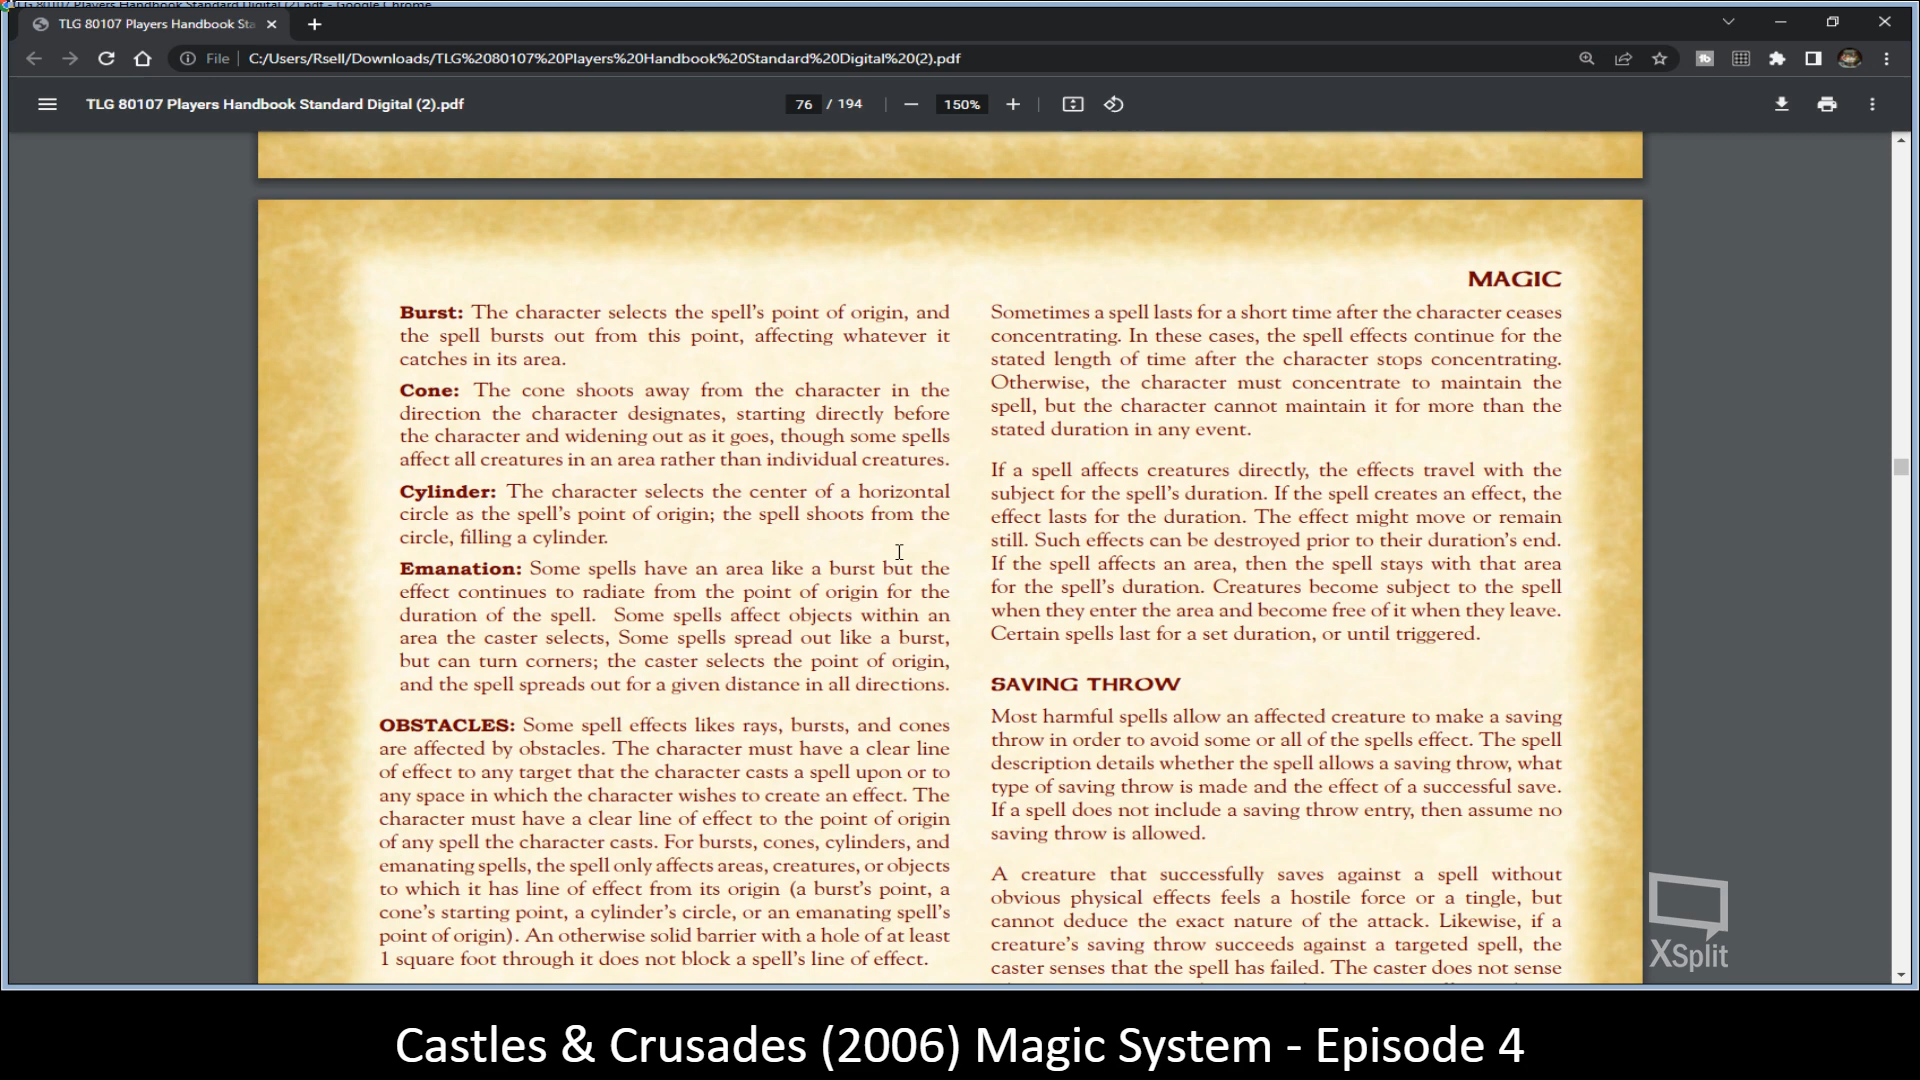 TLG 80107 Players Handbook Sta
File
C:/Users/Rsell/Downloads/TLG%2080107%20Players%20Handbook%20Standard%20Digital%20(2).pdf
TLG 80107 Players Handbook Standard Digital (2).pdf
76 / 194
150%
MAGIC
Burst: The character selects the spell's point of origin, and
the spell bursts out from this point, affecting whatever it
catches in its area.
Cone: The cone shoots away from the character in the
direction the character designates, starting directly before
the character and widening out as it goes, though some spells
affect all creatures in an area rather than individual creatures.
Cylinder: The character selects the center of a horizontal
circle as the spell's point of origin; the spell shoots from the
circle, filling a cylinder.
Emanation: Some spells have an area like a burst but the
effect continues to radiate from the point of origin for the
duration of the spell. Some spells affect objects within an
area the caster selects, Some spells spread out like a burst,
but can turn corners; the caster selects the point of origin,
and the spell spreads out for a given distance in all directions.
OBSTACLES: Some spell effects likes rays, bursts, and cones
are affected by obstacles. The character must have a clear line
of effect to any target that the character casts a spell upon or to
any space in which the character wishes to create an effect. The
character must have a clear line of effect to the point of origin
of any spell the character casts. For bursts, cones, cylinders, and
emanating spells, the spell only affects areas, creatures, or objects
to which it has line of effect from its origin (a burst's point, a
cone's starting point, a cylinder's circle, or an emanating spell's
point of origin). An otherwise solid barrier with a hole of at least
1 square foot through it does not block a spell's line of effect.
Sometimes a spell lasts for a short time after the character ceases
concentrating. In these cases, the spell effects continue for the
stated length of time after the character stops concentrating.
Otherwise, the character must concentrate to maintain the
spell, but the character cannot maintain it for more than the
stated duration in any event.
If a spell affects creatures directly, the effects travel with the
subject for the spell's duration. If the spell creates an effect, the
effect lasts for the duration. The effect might move or remain
still. Such effects can be destroyed prior to their duration's end.
If the spell affects an area, then the spell stays with that area
for the spell's duration. Creatures become subject to the spell
when they enter the area and become free of it when they leave.
Certain spells last for a set duration, or until triggered.
SAVING THROW
Most harmful spells allow an affected creature to make a saving
throw in order to avoid some or all of the spells effect. The spell
description details whether the spell allows a saving throw, what
type of saving throw is made and the effect of a successful save.
If a spell does not include a saving throw entry, then assume no
saving throw is allowed.
A creature that successfully saves against a spell without
obvious physical effects feels a hostile force or a tingle, but
cannot deduce the exact nature of the attack. Likewise, if a
creature's saving throw succeeds against a targeted spell, the
caster senses that the spell has failed. The caster does not sense
XSplit
Castles & Crusades (2006) Magic System - Episode 4